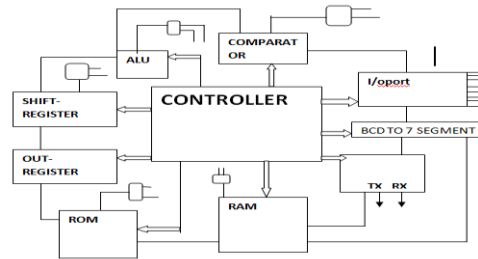 COMPARAT
OR
ALU
I/oport
CONTROLLER
SHIFT-
REGISTER
BCD TO 7 SEGMENT
OUT-
REGISTER
TX RX
RAM
ROM